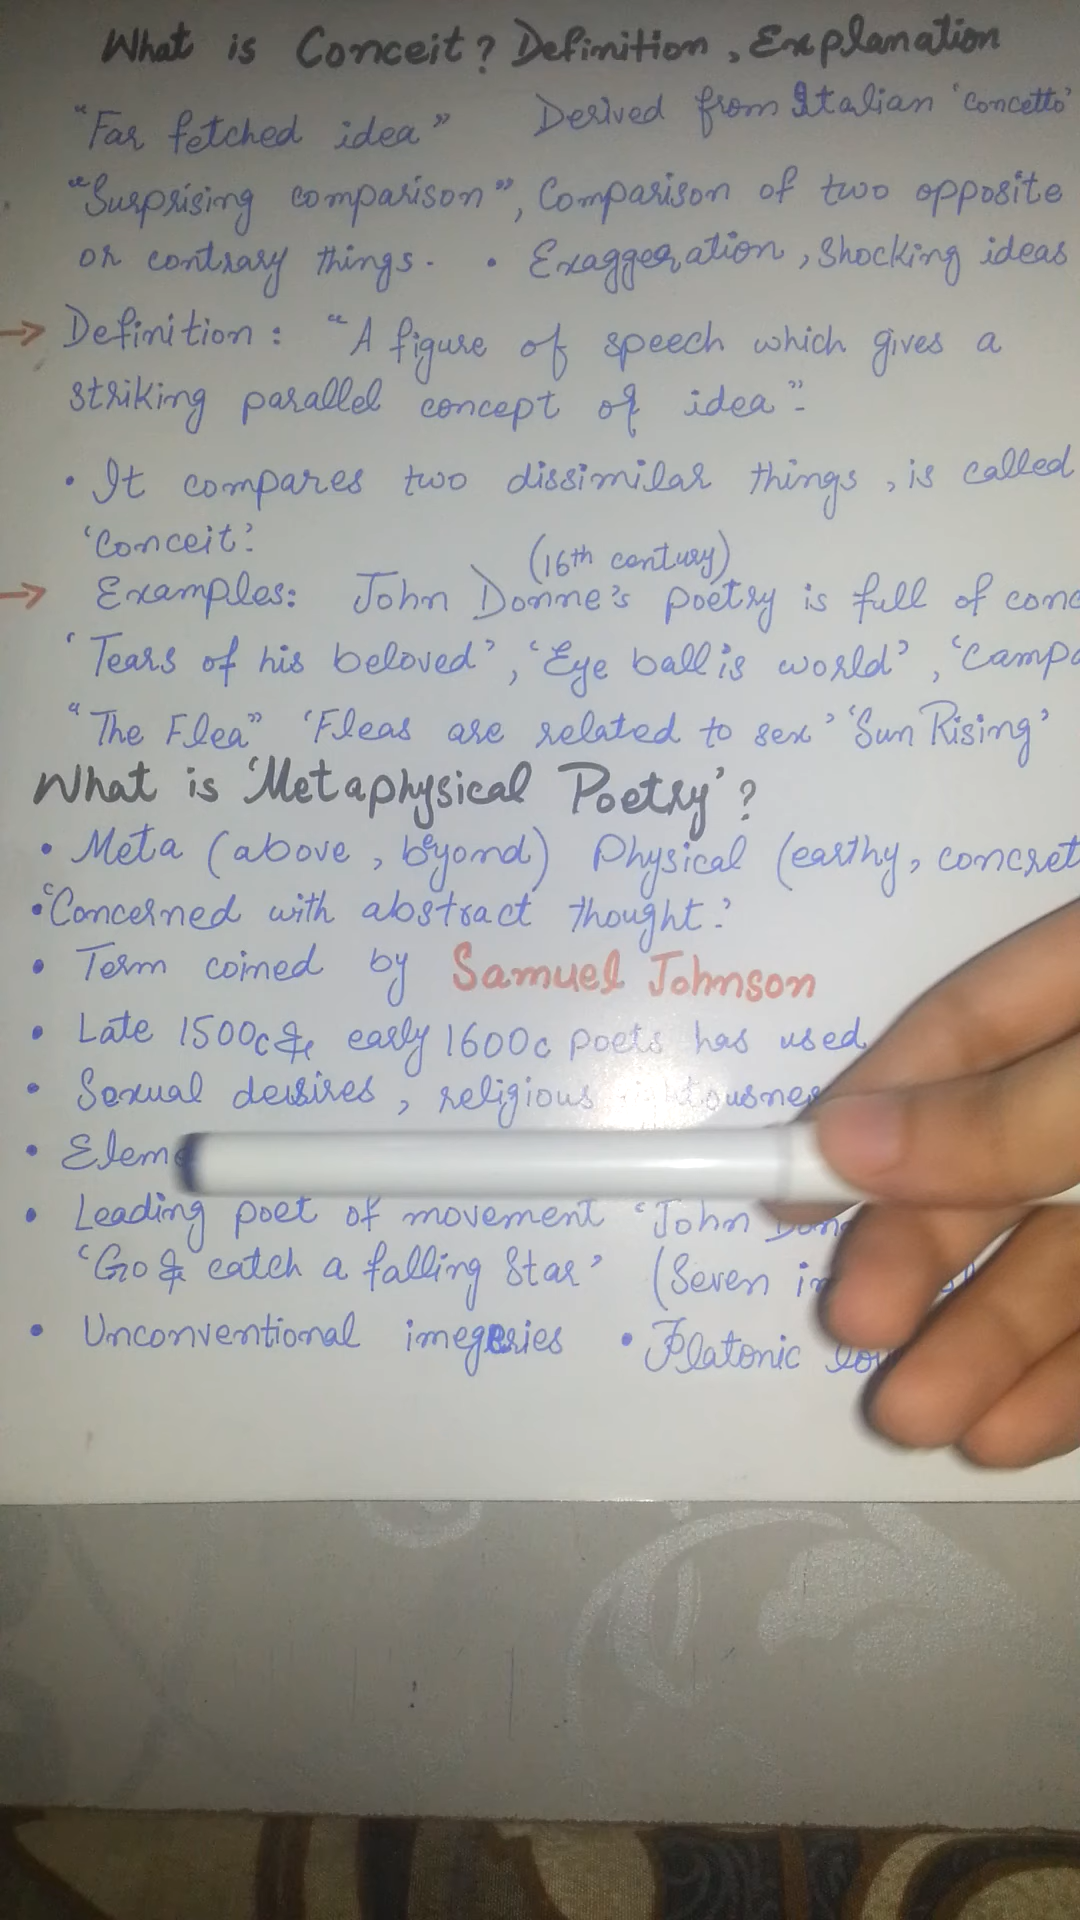 What is Conceit? Definition, Explanation
"Far fetched idea" Derived from Italian 'concetto'
"Surprising comparison", Comparison of two opposite
or contrary things. • Exaggeration, Shocking ideas
→ Definition: "A figure of speech which gives a
striking parallel concept of idea".
• It compares two dissimilar things, is called
'Conceit'.
(16th century)
→ Examples: John Donne's poetry is full of conc
'Tears of his beloved', 'Eye ball is world', 'Campa
"The Flea" 'Fleas are related to sex' 'Sun Rising'
What is 'Metaphysical Poetry'?
• Meta (above, beyond) Physical (earthy, concret
• 'Concerned with abstract thought.'
• Term coined by Samuel Johnson
• Late 1500c & early 1600c poets has used
• Sexual desires, religious
• Elem
• Leading poet of movement 'John Don
'Go & catch a falling Star' (Seven in
• Unconventional imegeries • Platonic lov